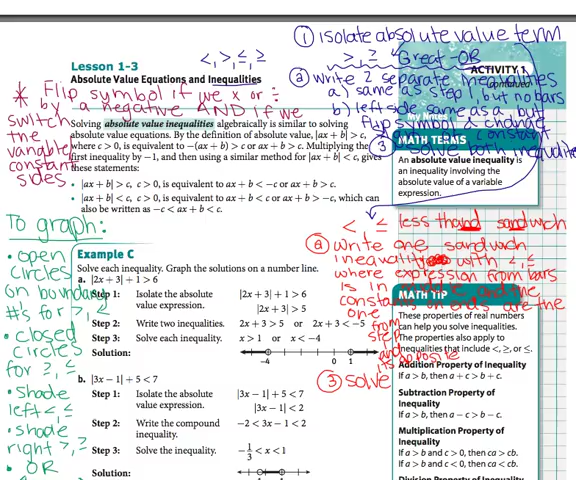 ① isolate absolute value term
<, >, ≤, ≥
>, ≥ Great-OR
Lesson 1-3
Absolute Value Equations and Inequalities
ACTIVITY 1
continued
② write 2 separate inequalities
a.) same as step 1, but no bars
b.) left side same as a, but
flip symbol & change
③ solve both inequalities
* Flip symbol if we x or ÷
by a negative AND if we
switch
the
variable,
constant
sides
My Notes
Solving absolute value inequalities algebraically is similar to solving
absolute value equations. By the definition of absolute value, |ax + b| > c,
where c > 0, is equivalent to −(ax + b) > c or ax + b > c. Multiplying the
first inequality by −1, and then using a similar method for |ax + b| < c, gives
these statements:
• |ax + b| > c, c > 0, is equivalent to ax + b < −c or ax + b > c.
• |ax + b| < c, c > 0, is equivalent to ax + b < c or ax + b > −c, which can
also be written as −c < ax + b < c.
MATH TERMS
An absolute value inequality is
an inequality involving the
absolute value of a variable
expression.
<, ≤ less thand sandwich
② write one sandwich
inequality with <, ≤
where expression from bars
is in middle and the
constants on ends are the
one from
step
and
its opposite
③ solve
To graph:
• open
circles
on boundary
#'s for >, <
• closed
circles
for ≥, ≤
• shade
left <, ≤
• shade
right >, ≥
• OR
Example C
Solve each inequality. Graph the solutions on a number line.
a. |2x + 3| + 1 > 6
Step 1: Isolate the absolute |2x + 3| + 1 > 6
value expression. |2x + 3| > 5
Step 2: Write two inequalities. 2x + 3 > 5 or 2x + 3 < −5
Step 3: Solve each inequality. x > 1 or x < −4
Solution:
−4 0 1
b. |3x − 1| + 5 < 7
Step 1: Isolate the absolute |3x − 1| + 5 < 7
value expression. |3x − 1| < 2
Step 2: Write the compound −2 < 3x − 1 < 2
inequality.
Step 3: Solve the inequality. −1/3 < x < 1
Solution:
MATH TIP
These properties of real numbers
can help you solve inequalities.
The properties also apply to
inequalities that include <, ≥, or ≤.
Addition Property of
Inequality
If a > b, then a + c > b + c.
Subtraction Property of
Inequality
If a > b, then a − c > b − c.
Multiplication Property of
Inequality
If a > b and c > 0, then ca > cb.
If a > b and c < 0, then ca < cb.
Division Property of